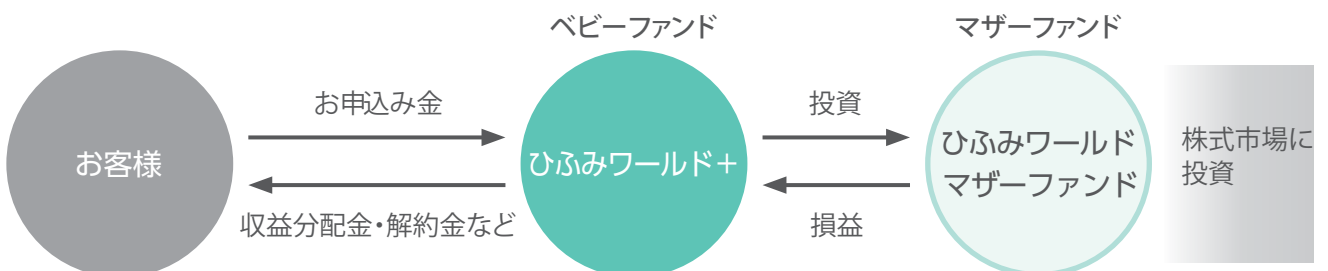 ベビーファンド
マザーファンド
お申込み金
投資
お客様
ひふみワールド＋
ひふみワールド
マザーファンド
株式市場に
投資
収益分配金・解約金など
損益